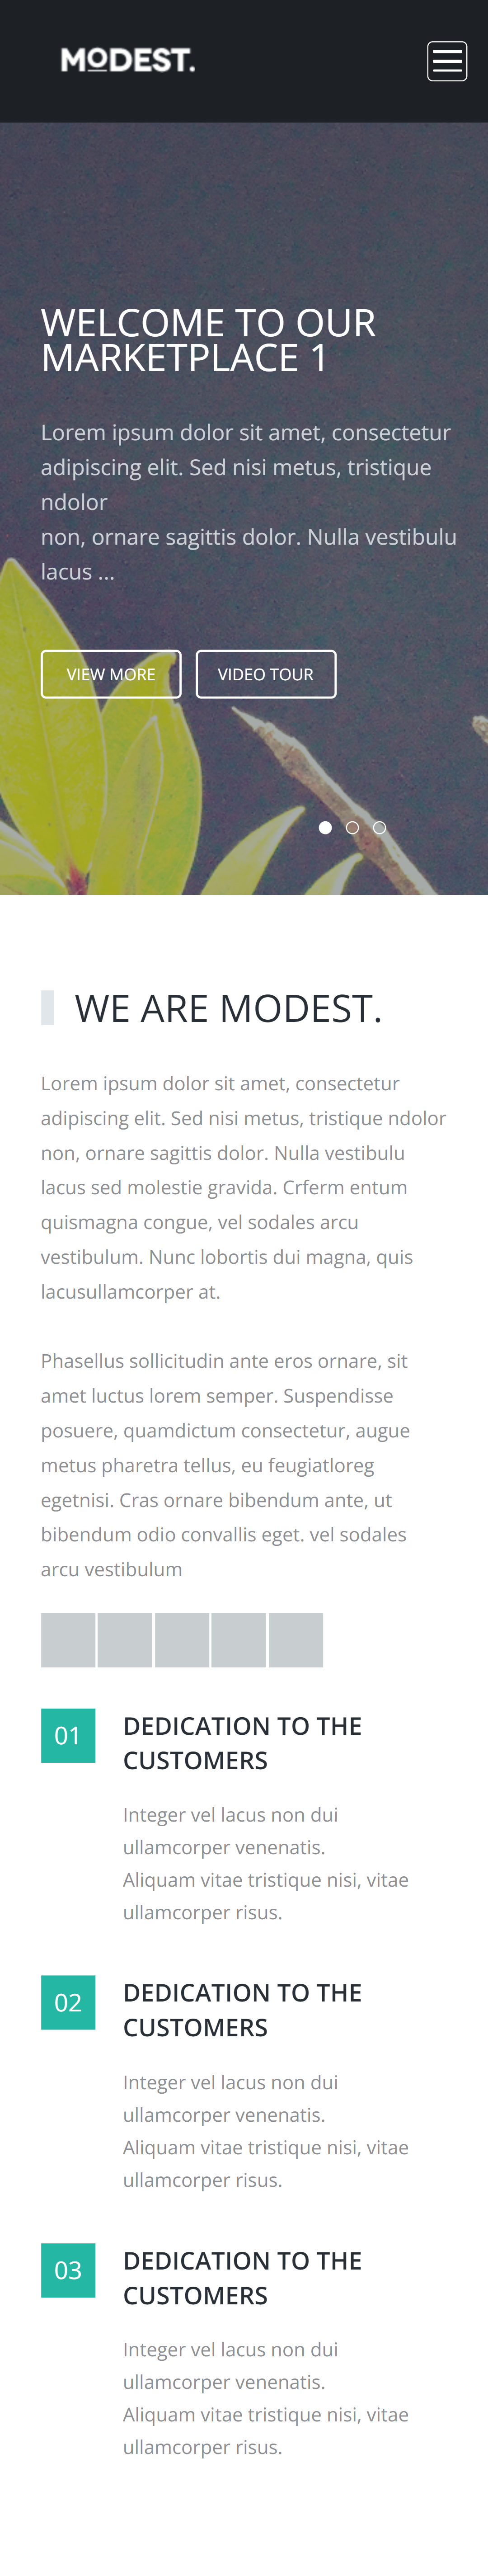 MODEST.
WELCOME TO OUR
MARKETPLACE 1
Lorem ipsum dolor sit amet, consectetur
adipiscing elit. Sed nisi metus, tristique
ndolor
non, ornare sagittis dolor. Nulla vestibulu
lacus ...
VIEW MORE
VIDEO TOUR
WE ARE MODEST.
Lorem ipsum dolor sit amet, consectetur
adipiscing elit. Sed nisi metus, tristique ndolor
non, ornare sagittis dolor. Nulla vestibulu
lacus sed molestie gravida. Crferm entum
quismagna congue, vel sodales arcu
vestibulum. Nunc lobortis dui magna, quis
lacusullamcorper at.
Phasellus sollicitudin ante eros ornare, sit
amet luctus lorem semper. Suspendisse
posuere, quamdictum consectetur, augue
metus pharetra tellus, eu feugiatloreg
egetnisi. Cras ornare bibendum ante, ut
bibendum odio convallis eget. vel sodales
arcu vestibulum
01
DEDICATION TO THE
CUSTOMERS
Integer vel lacus non dui
ullamcorper venenatis.
Aliquam vitae tristique nisi, vitae
ullamcorper risus.
02
DEDICATION TO THE
CUSTOMERS
Integer vel lacus non dui
ullamcorper venenatis.
Aliquam vitae tristique nisi, vitae
ullamcorper risus.
03
DEDICATION TO THE
CUSTOMERS
Integer vel lacus non dui
ullamcorper venenatis.
Aliquam vitae tristique nisi, vitae
ullamcorper risus.